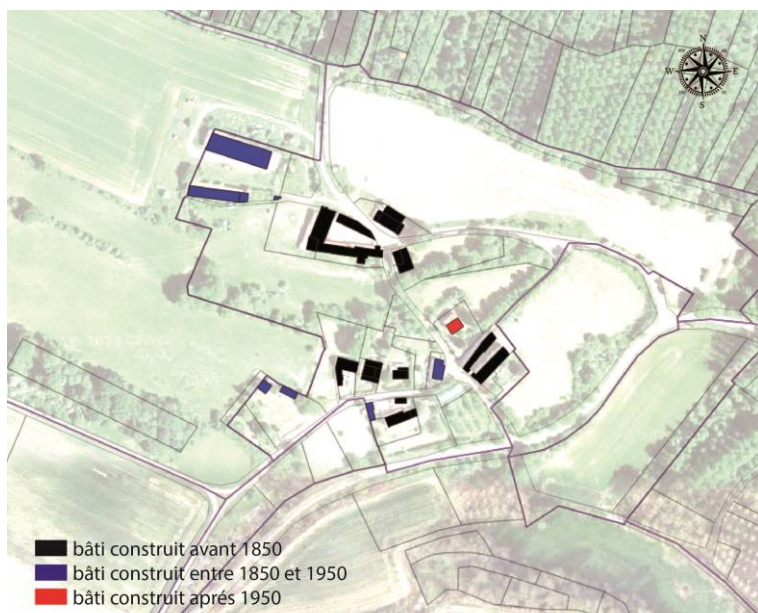 N
W E
S
bâti construit avant 1850
bâti construit entre 1850 et 1950
bâti construit aprés 1950